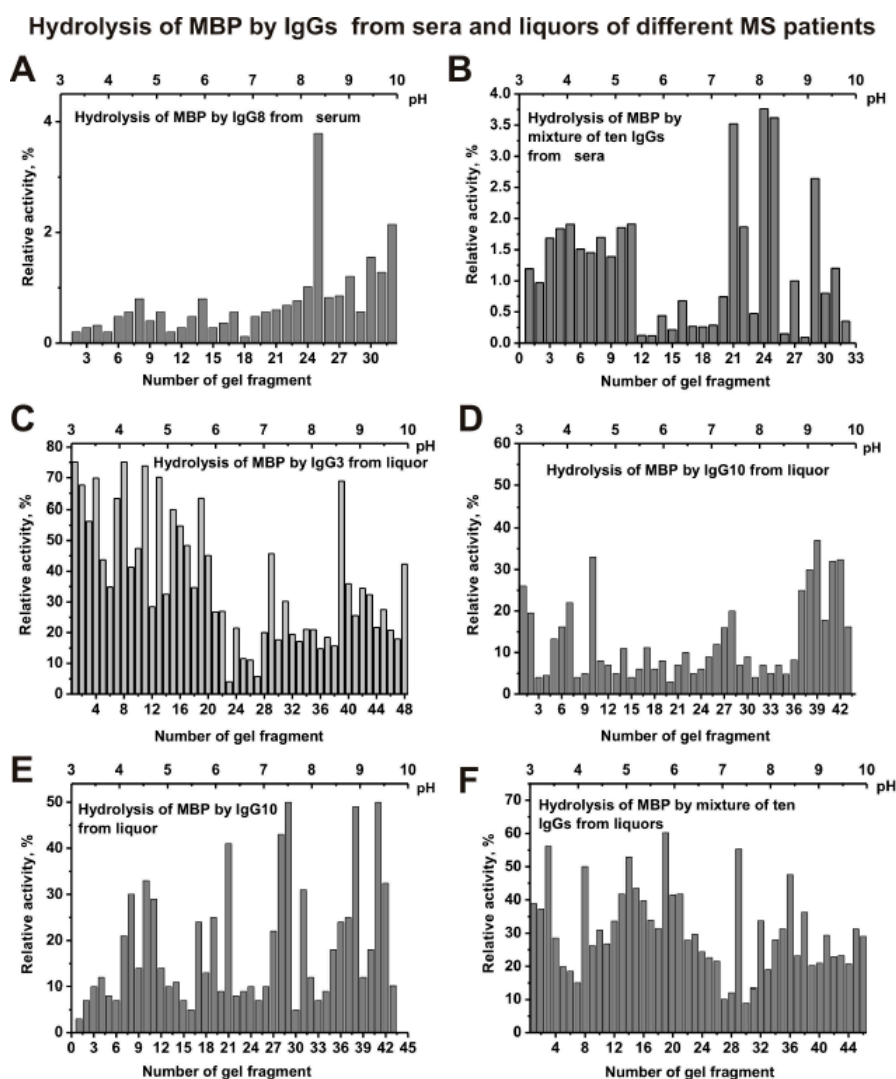 Hydrolysis of MBP by IgGs from sera and liquors of different MS patients
A
3 4 5 6 7 8 9 10
pH
Hydrolysis of MBP by IgG8 from serum
Relative activity, %
4
2
0
3 6 9 12 15 18 21 24 27 30
Number of gel fragment
B
3 4 5 6 7 8 9 10
pH
Hydrolysis of MBP by
mixture of ten IgGs
from sera
Relative activity, %
4.0
3.5
3.0
2.5
2.0
1.5
1.0
0.5
0.0
0 3 6 9 12 15 18 21 24 27 30 33
Number of gel fragment
C
3 4 5 6 7 8 9 10
pH
Hydrolysis of MBP by IgG3 from liquor
Relative activity, %
80
75
70
60
50
40
30
20
10
0
4 8 12 16 20 24 28 32 36 40 44 48
Number of gel fragment
D
3 4 5 6 7 8 9 10
pH
Hydrolysis of MBP by IgG10 from liquor
Relative activity, %
60
50
40
30
20
10
0
3 6 9 12 15 18 21 24 27 30 33 36 39 42
Number of gel fragment
E
3 4 5 6 7 8 9 10
pH
Hydrolysis of MBP by IgG10
from liquor
Relative activity, %
50
40
30
20
10
0
0 3 6 9 12 15 18 21 24 27 30 33 36 39 42 45
Number of gel fragment
F
3 4 5 6 7 8 9 10
pH
Hydrolysis of MBP by mixture of ten
IgGs from liquors
Relative activity, %
70
60
50
40
30
20
10
0
4 8 12 16 20 24 28 32 36 40 44
Number of gel fragment